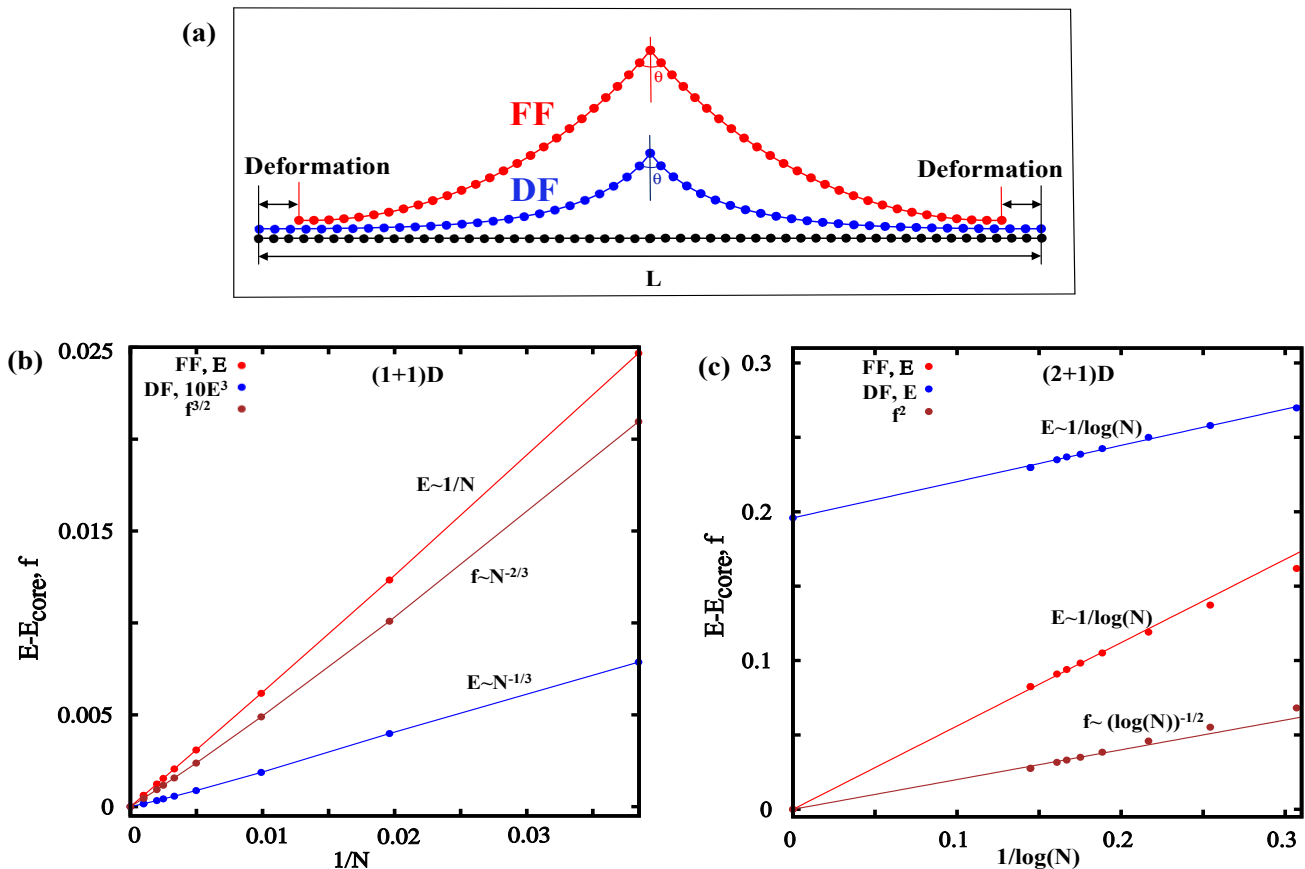 (a)
FF
θ
Deformation
Deformation
DF
θ
L
(b)
0.025
0.015
0.005
0
0
0.01
0.02
0.03
1/N
E-E_core, f
FF, E
DF, 10E³
f^3/2
(1+1)D
E~1/N
f~N^-2/3
E~N^-1/3
(c)
0.3
0.2
0.1
0
0
0.1
0.2
0.3
1/log(N)
E-E_core, f
FF, E
DF, E
f²
(2+1)D
E~1/log(N)
E~1/log(N)
f~ (log(N))^-1/2